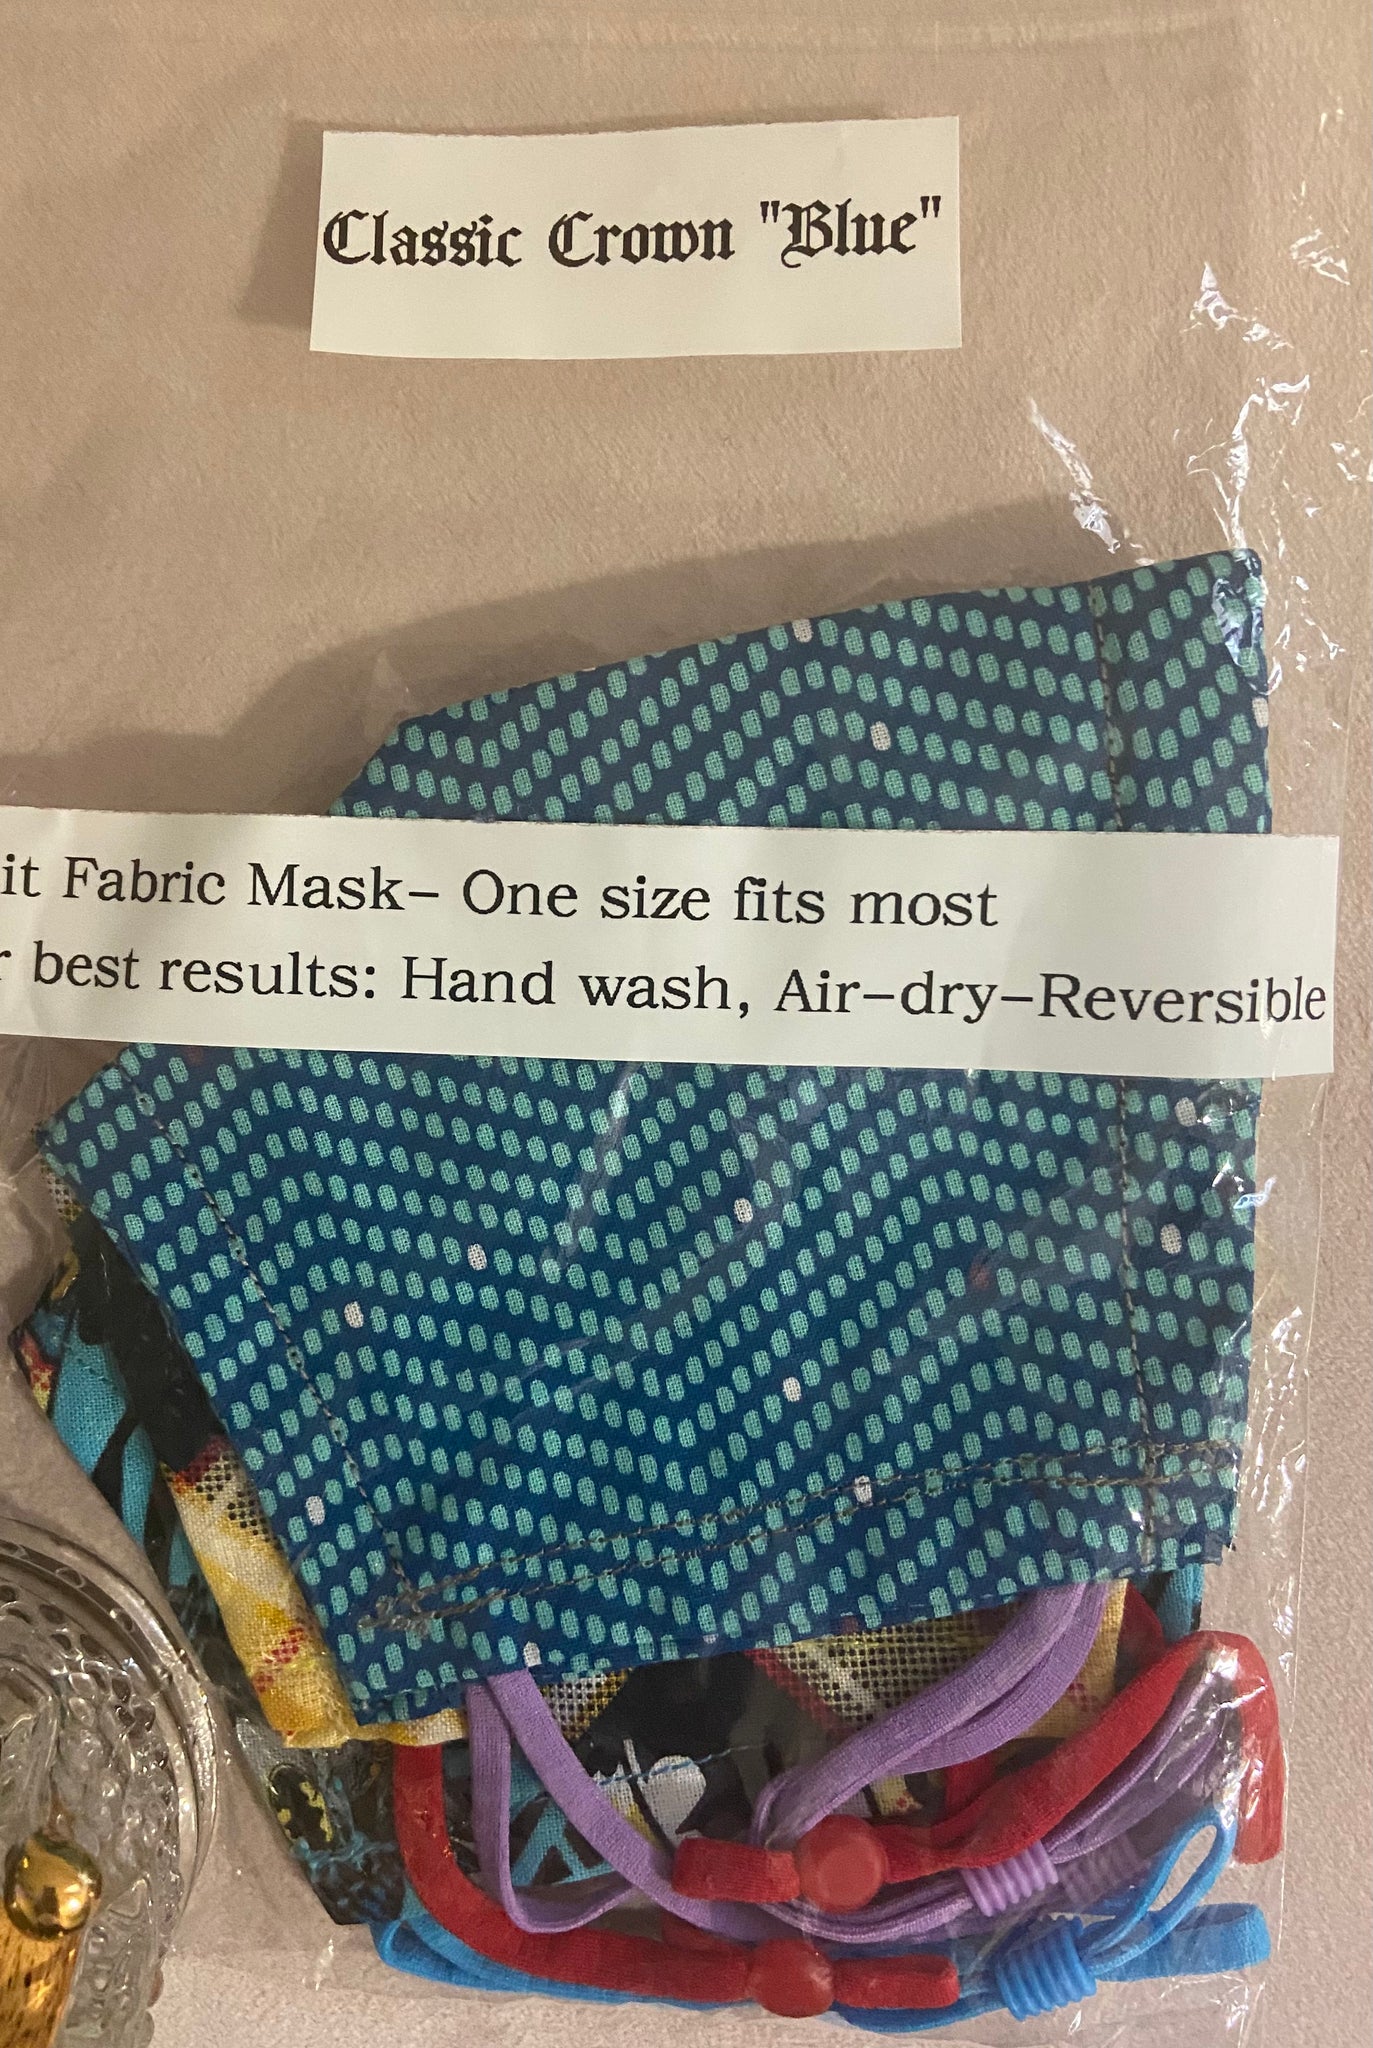 Classic Crown "Blue"
it Fabric Mask– One size fits most
r best results: Hand wash, Air–dry–Reversible